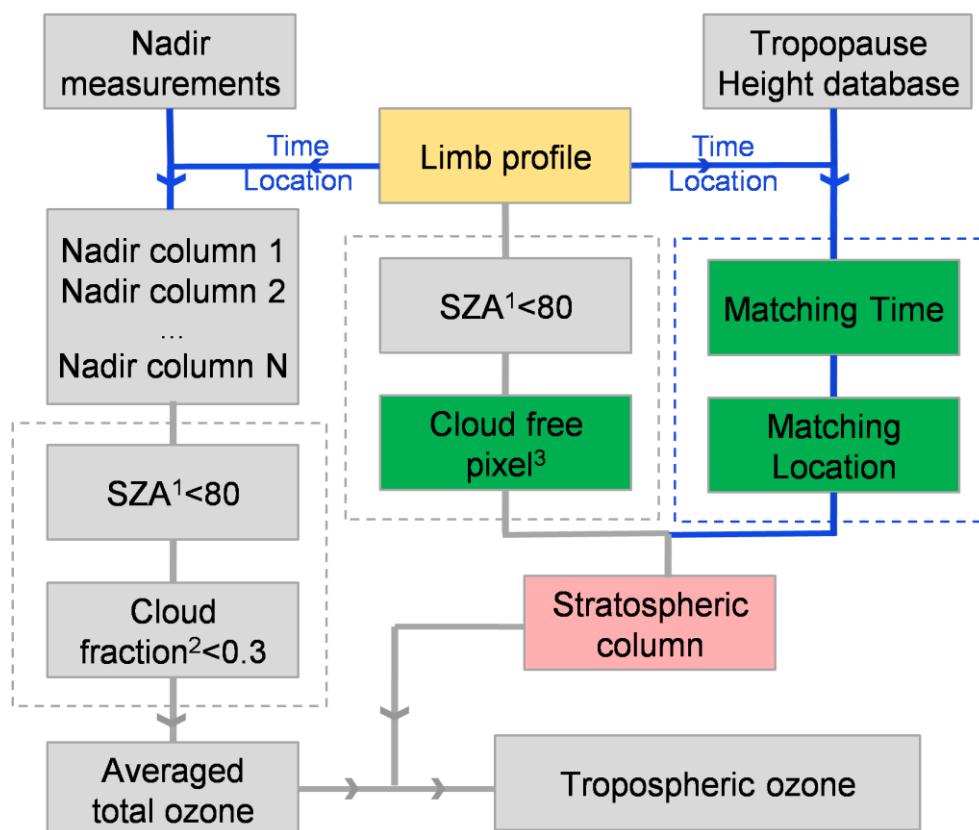 Nadir
measurements
Tropopause
Height database
Limb profile
Time
Location
Time
Location
Nadir column 1
Nadir column 2
...
Nadir column N
SZA¹<80
Matching Time
Cloud free
pixel³
Matching
Location
SZA¹<80
Cloud
fraction²<0.3
Stratospheric
column
Averaged
total ozone
Tropospheric ozone